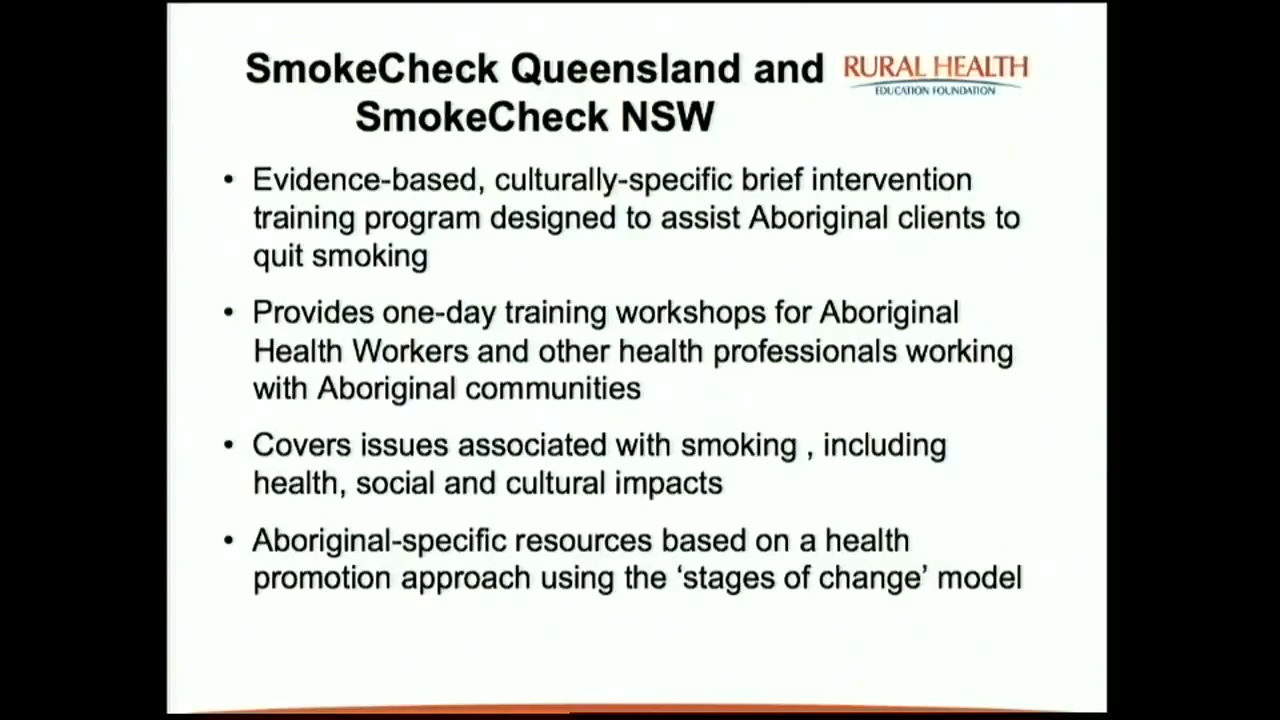 SmokeCheck Queensland and
SmokeCheck NSW
RURAL HEALTH
EDUCATION FOUNDATION
• Evidence-based, culturally-specific brief intervention
training program designed to assist Aboriginal clients to
quit smoking
• Provides one-day training workshops for Aboriginal
Health Workers and other health professionals working
with Aboriginal communities
• Covers issues associated with smoking , including
health, social and cultural impacts
• Aboriginal-specific resources based on a health
promotion approach using the ‘stages of change’ model